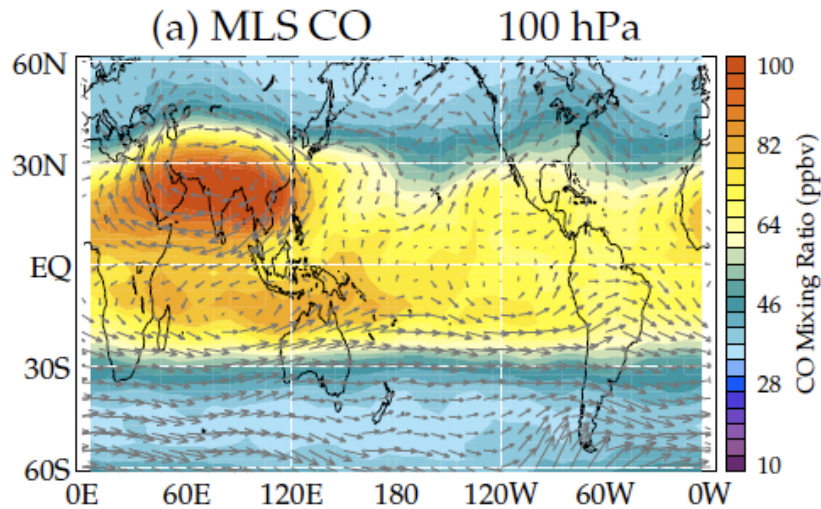 (a) MLS CO 100 hPa
60N
30N
EQ
30S
60S
0E 60E 120E 180 120W 60W 0W
100
82
64
46
28
10
CO Mixing Ratio (ppbv)